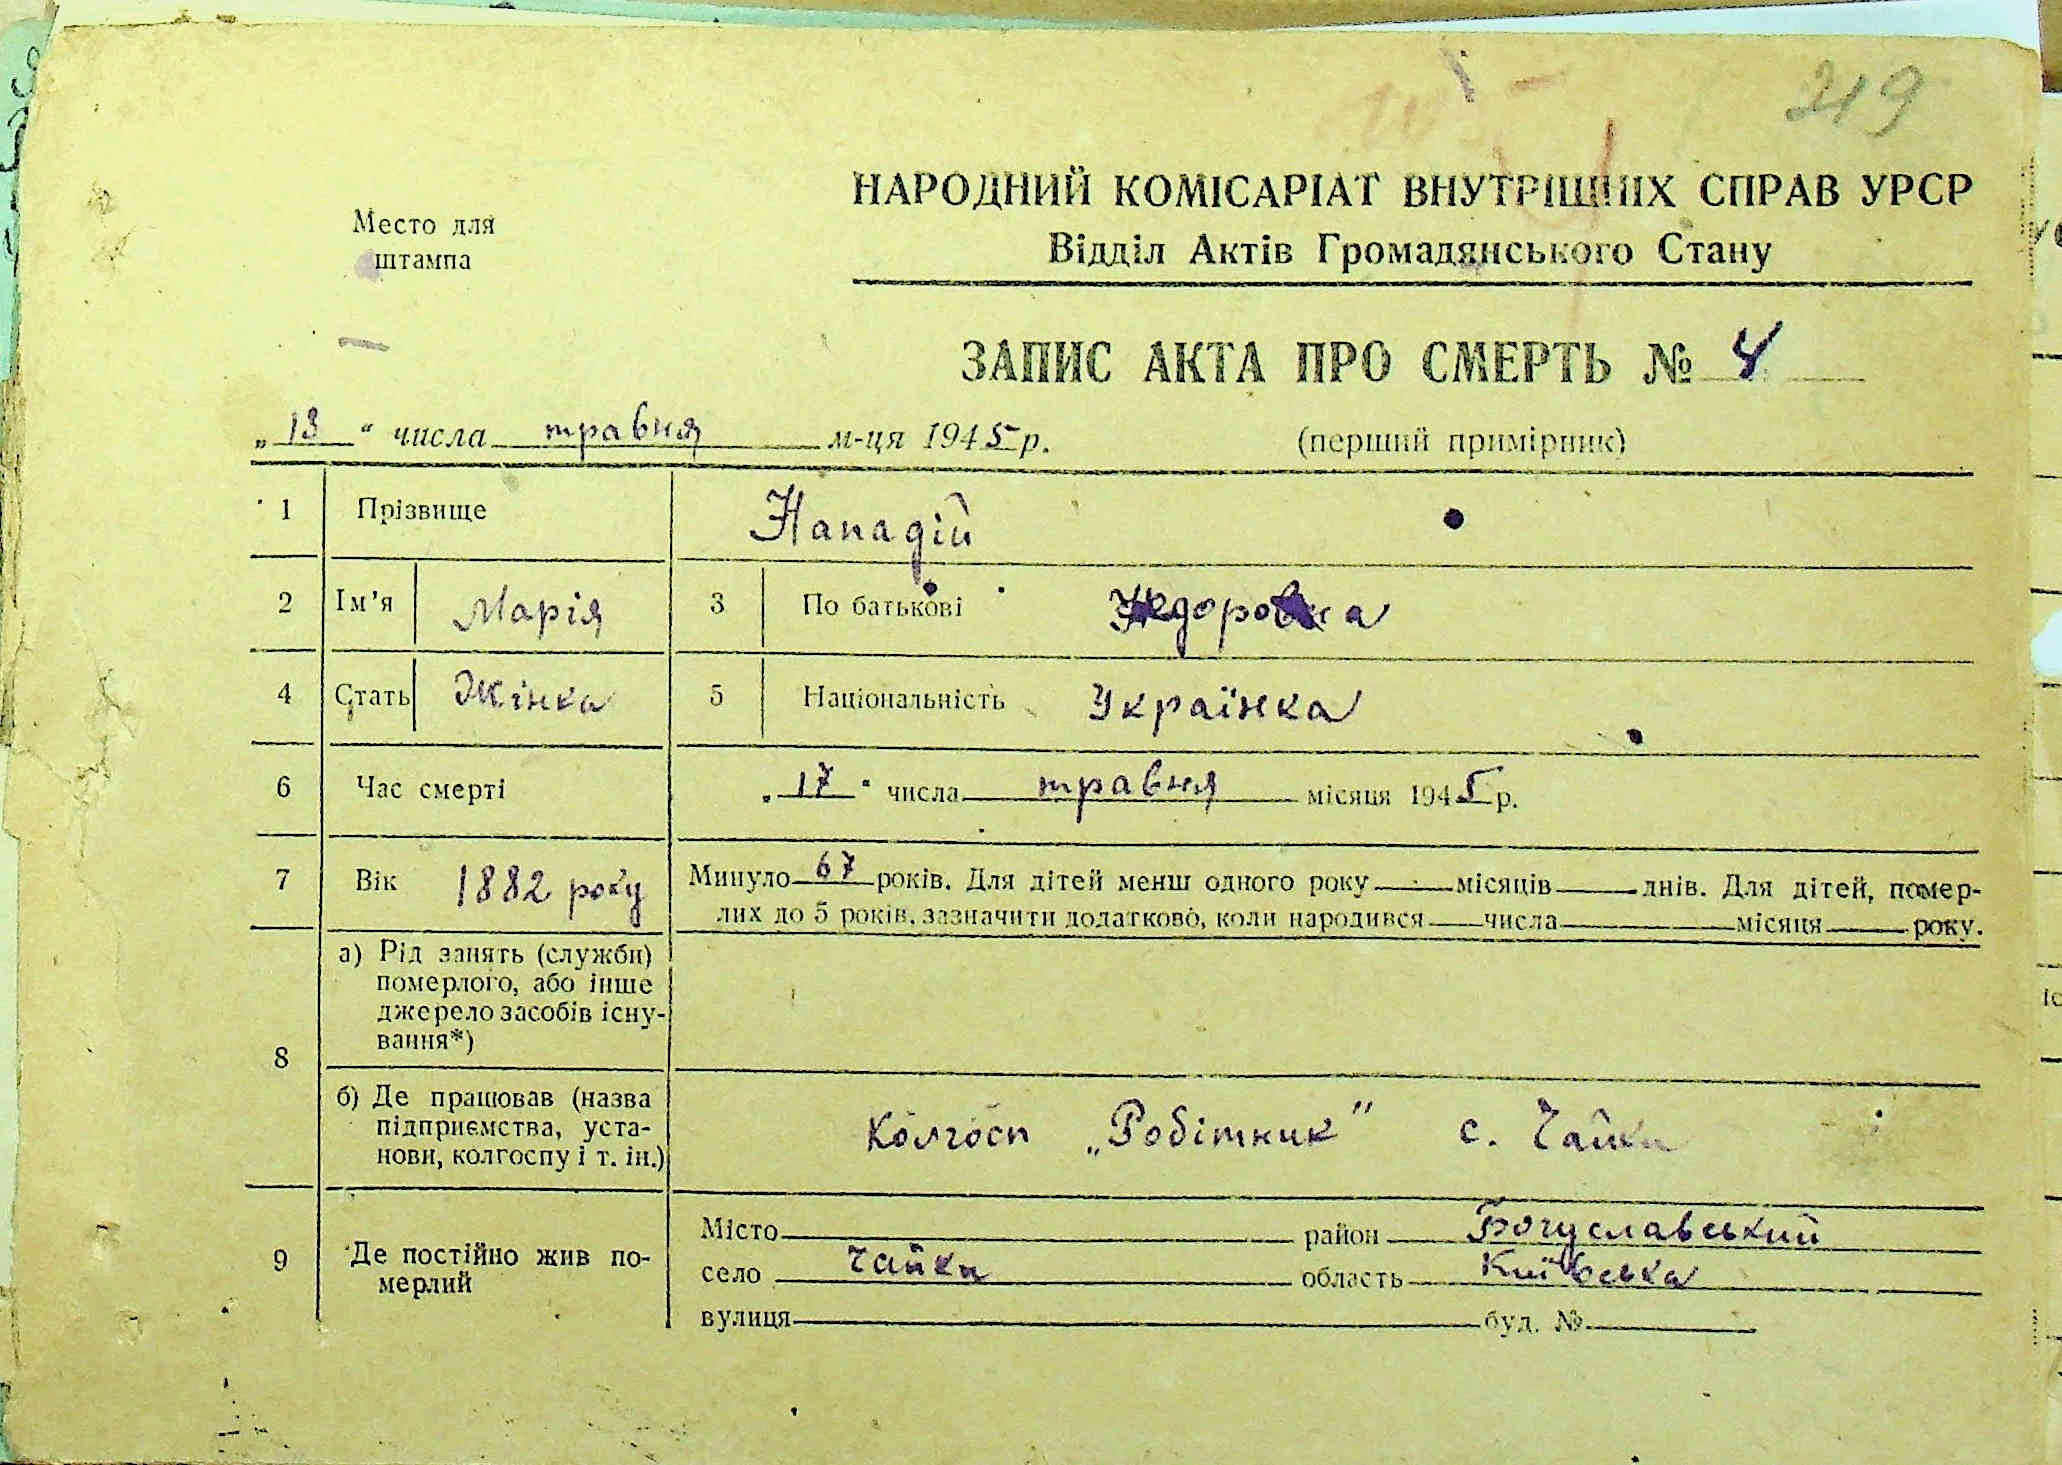 219
НАРОДНИЙ КОМІСАРІАТ ВНУТРІШНІХ СПРАВ УРСР
Место для
штампа
Відділ Актів Громадянського Стану
ЗАПИС АКТА ПРО СМЕРТЬ № 4
„18“ числа травня м-ця 1945 р. (перший примірник)
1 Прізвище Нападій
2 Ім’я Марія 3 По батькові Федоровна
4 Стать Жінка 5 Національність Українка
6 Час смерті „17“ числа травня місяця 1945 р.
7 Вік 1882 року Минуло 67 років. Для дітей менш одного року місяців днів. Для дітей, помер-
лих до 5 років, зазначити додатково, коли народився числа місяця року.
8 а) Рід занять (служби)
померлого, або інше
джерело засобів існу-
вання*)
б) Де працював (назва
підприємства, уста-
нови, колгоспу і т. ін.)
Колгосп „Робітник” с. Чайки
9 Де постійно жив по-
мерлий
Місто район Богуславський
село Чайки область Київська
вулиця буд. №